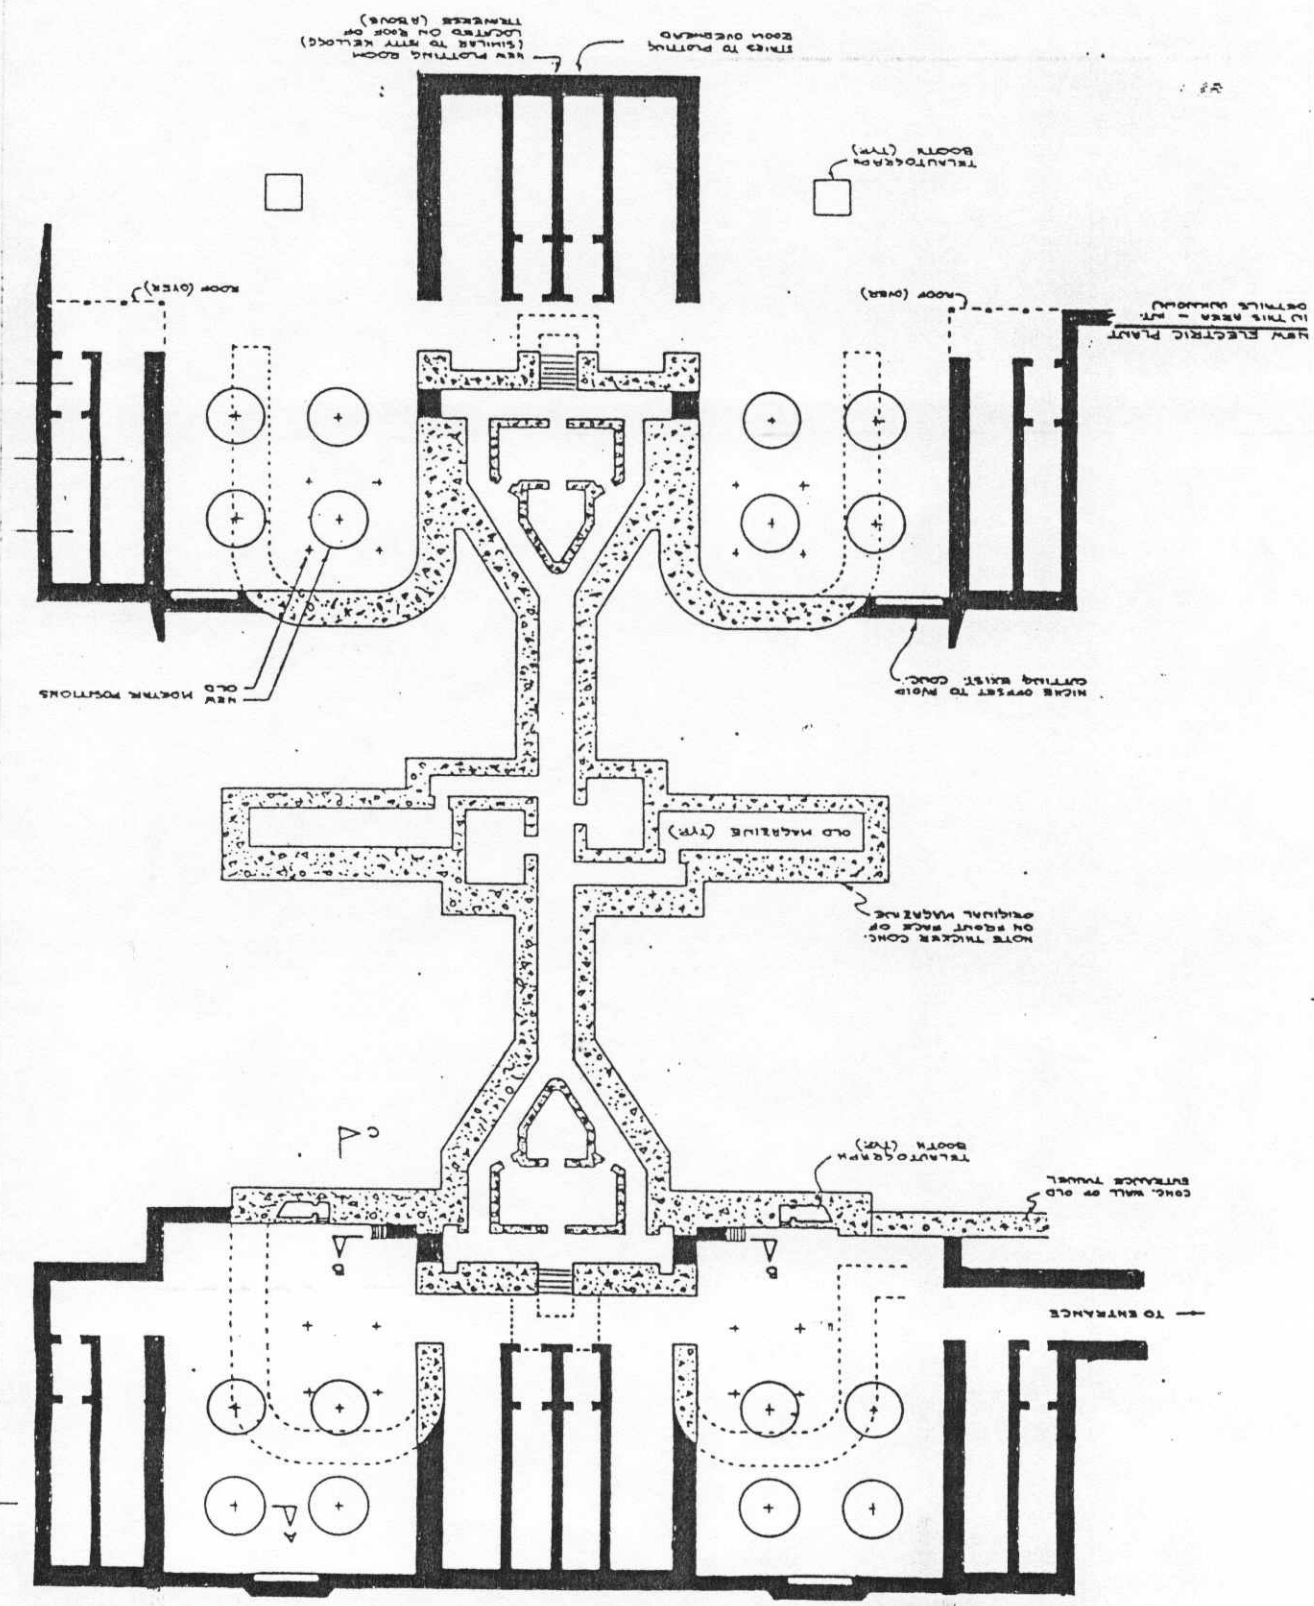 A
TO ENTRANCE
B
B
CONC. WALL OF OLD
ENTRANCE TUNNEL
TELAUTOGRAPH
BOOTH (TYP.)
C
NOTE THICKER CONC.
ON FRONT FACE OF
ORIGINAL MAGAZINE
OLD MAGAZINE (TYP.)
NICHE OFFSET TO AVOID
CUTTING EXIST. CONC.
NEW MORTAR POSITIONS
OLD
NEW ELECTRIC PLANT
IN THIS AREA - INT.
DETAILS UNKNOWN
ROOF (OVER)
ROOF (OVER)
TELAUTOGRAPH
BOOTH (TYP.)
STAIRS TO PLOTTING
ROOM OVERHEAD
NEW PLOTTING ROOM
(SIMILAR TO BTTY KELLOGG)
LOCATED ON ROOF OF
TRAVERSE (ABOVE)